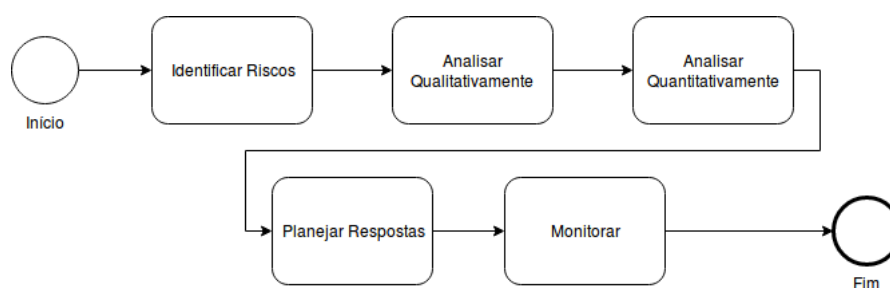 Identificar Riscos
Analisar
Qualitativamente
Analisar
Quantitativamente
Início
Planejar Respostas
Monitorar
Fim